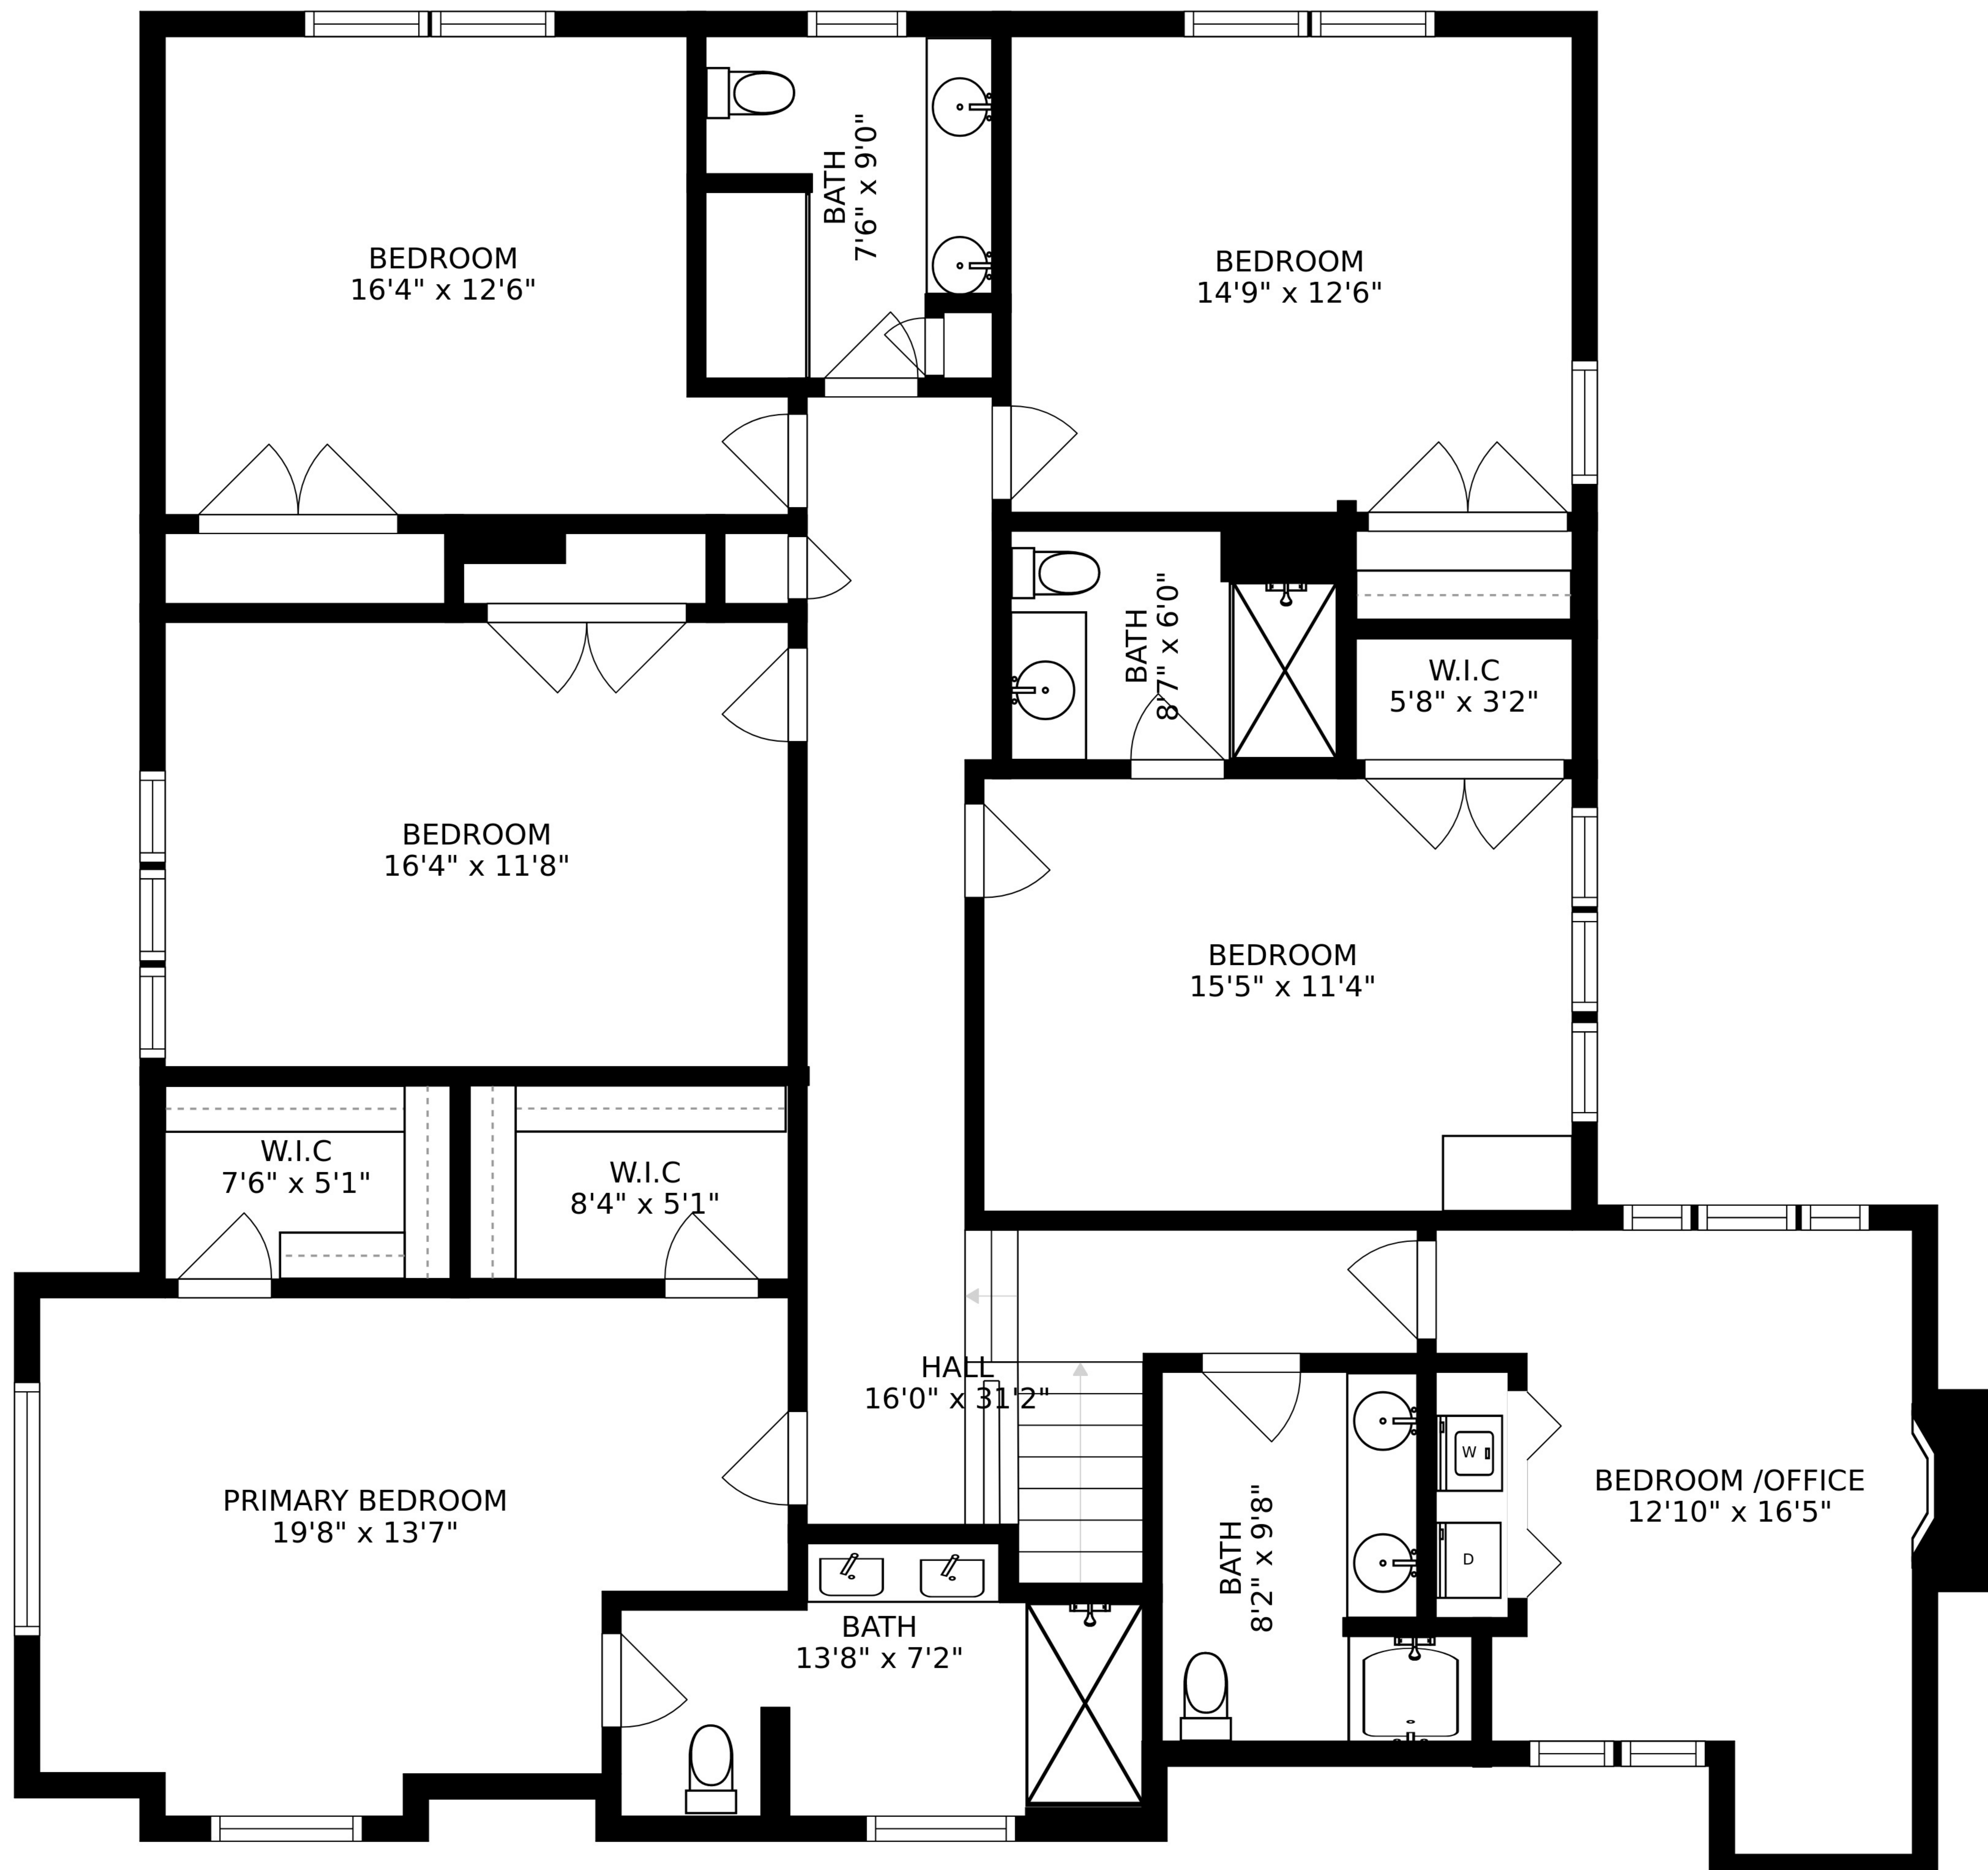 BATH
7'6" x 9'0"
BEDROOM
16'4" x 12'6"
BEDROOM
14'9" x 12'6"
BATH
8'7" x 6'0"
W.I.C
5'8" x 3'2"
BEDROOM
16'4" x 11'8"
BEDROOM
15'5" x 11'4"
W.I.C
7'6" x 5'1"
W.I.C
8'4" x 5'1"
HALL
16'0" x 31'2"
PRIMARY BEDROOM
19'8" x 13'7"
BATH
8'2" x 9'8"
W
D
BEDROOM /OFFICE
12'10" x 16'5"
BATH
13'8" x 7'2"